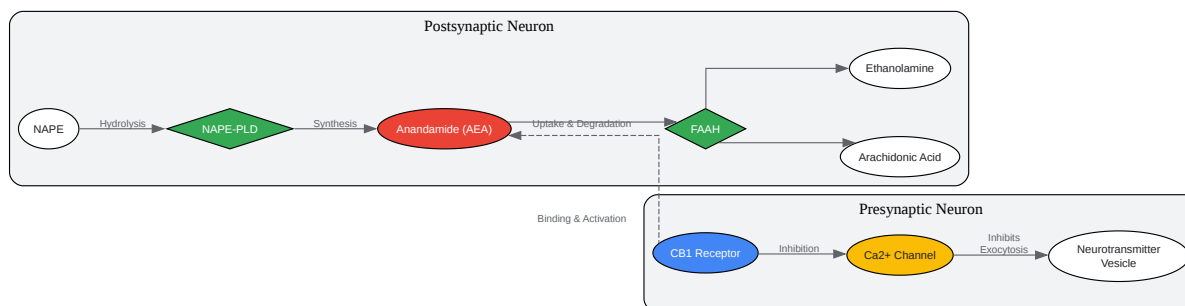 Postsynaptic Neuron
Ethanolamine
NAPE
Hydrolysis
NAPE-PLD
Synthesis
Anandamide (AEA)
Uptake & Degradation
FAAH
Arachidonic Acid
Binding & Activation
Presynaptic Neuron
CB1 Receptor
Inhibition
Ca2+ Channel
Inhibits
Exocytosis
Neurotransmitter
Vesicle